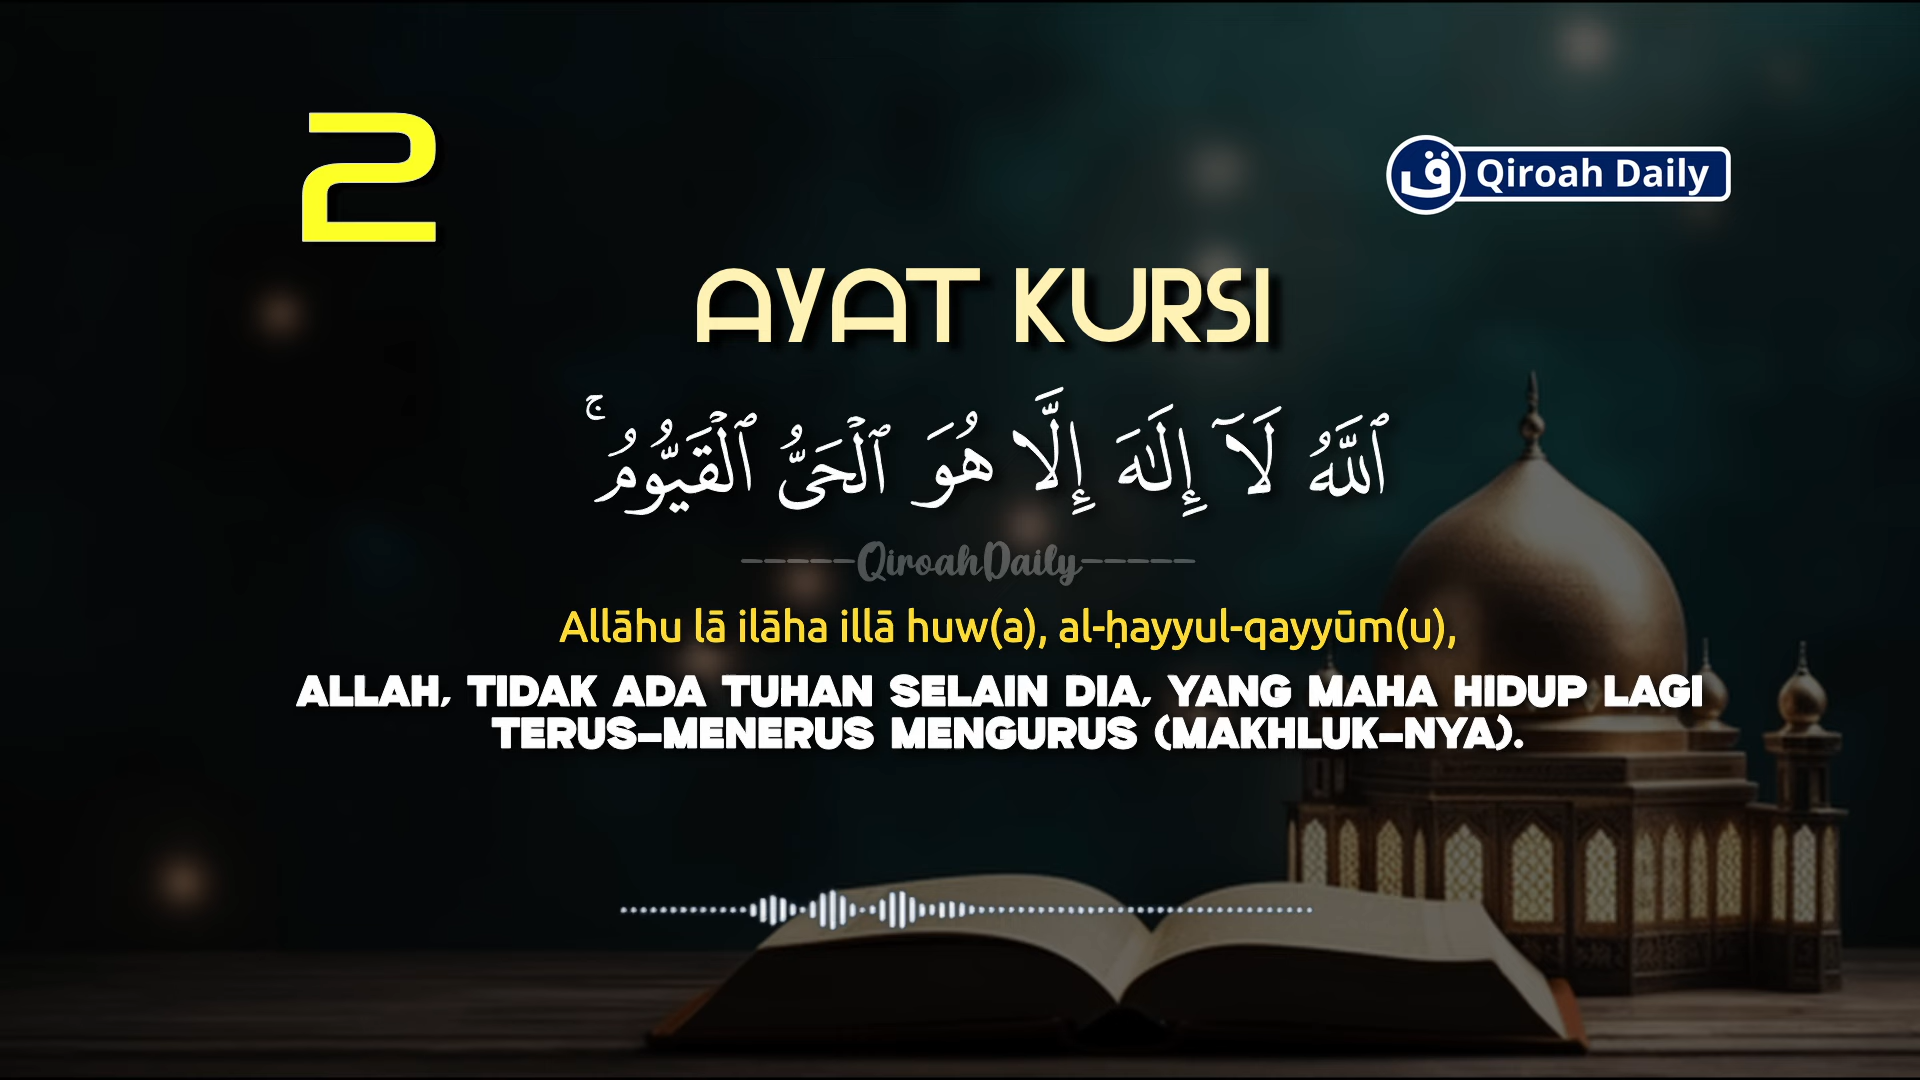 2
ق Qiroah Daily
AYAT KURSI
ٱللَّهُ لَآ إِلَٰهَ إِلَّا هُوَ ٱلْحَىُّ ٱلْقَيُّومُ ۚ
-----QiroahDaily-----
Allāhu lā ilāha illā huw(a), al-ḥayyul-qayyūm(u),
ALLAH, TIDAK ADA TUHAN SELAIN DIA, YANG MAHA HIDUP LAGI
TERUS-MENERUS MENGURUS (MAKHLUK-NYA).